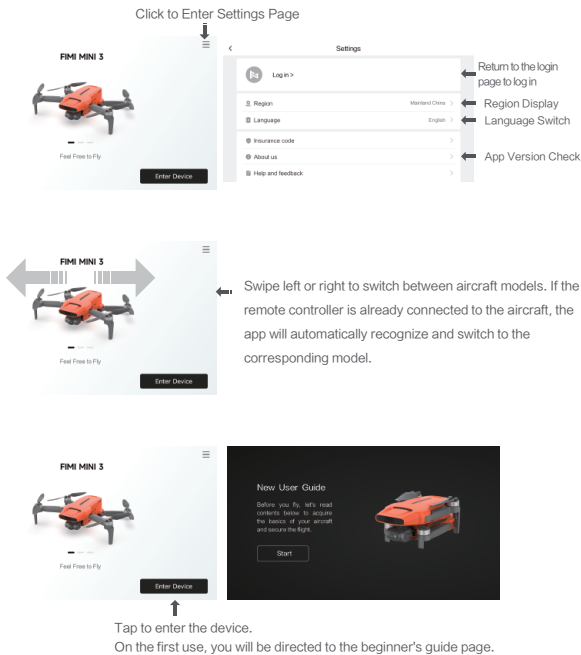 Click to Enter Settings Page
FIMI MINI 3
Feel Free to Fly
Enter Device
Settings
Log in >
Region
Mainland China
Language
English
Insurance code
About us
Help and feedback
Return to the login
page to log in
Region Display
Language Switch
App Version Check
FIMI MINI 3
Feel Free to Fly
Enter Device
Swipe left or right to switch between aircraft models. If the
remote controller is already connected to the aircraft, the
app will automatically recognize and switch to the
corresponding model.
FIMI MINI 3
Feel Free to Fly
Enter Device
New User Guide
Before you fly, let's read
contents below to acquire
the basics of your aircraft
and secure the flight.
Start
Tap to enter the device.
On the first use, you will be directed to the beginner's guide page.